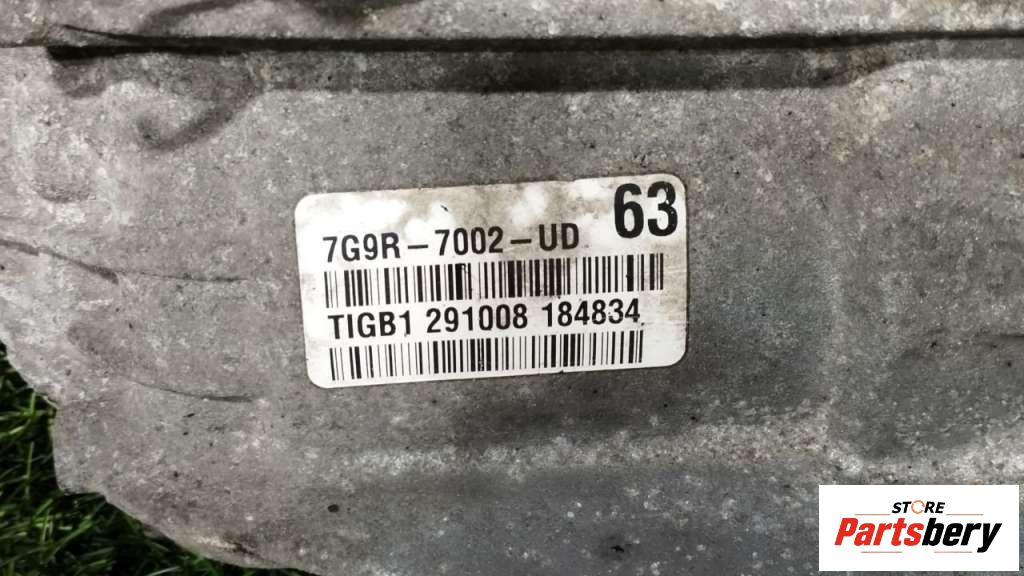 63
7G9R-7002-UD
TIGB1 291008 184834
STORE
Partsbery